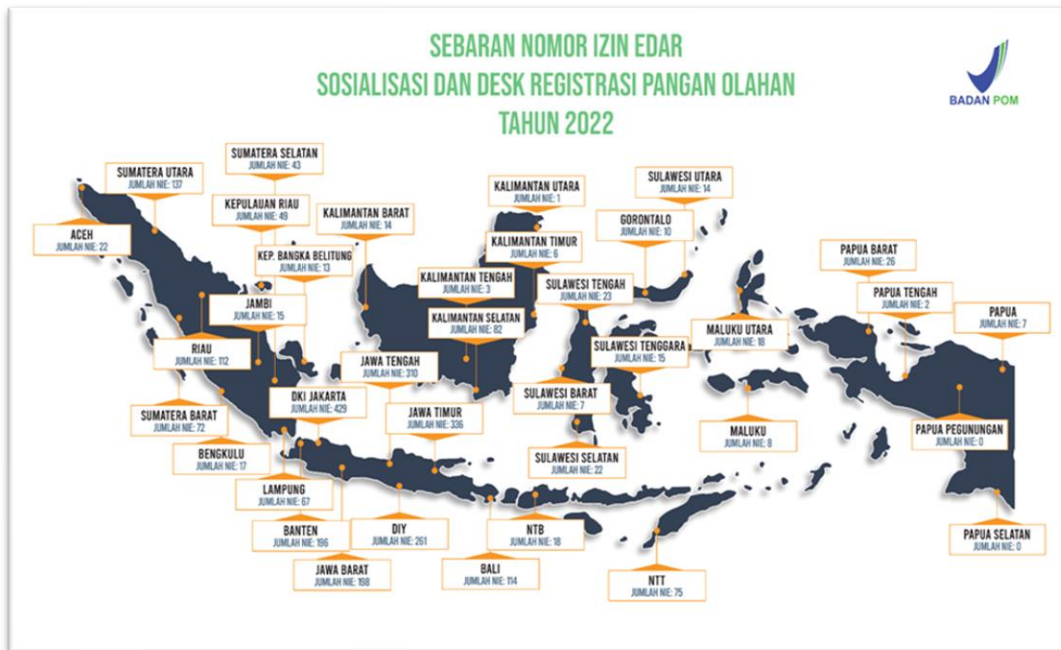 SEBARAN NOMOR IZIN EDAR
SOSIALISASI DAN DESK REGISTRASI PANGAN OLAHAN
TAHUN 2022
BADAN POM
SUMATERA SELATAN
JUMLAH NIE: 43
SUMATERA UTARA
JUMLAH NIE: 137
KALIMANTAN UTARA
JUMLAH NIE: 1
SULAWESI UTARA
JUMLAH NIE: 14
KEPULAUAN RIAU
JUMLAH NIE: 49
KALIMANTAN BARAT
JUMLAH NIE: 14
GORONTALO
JUMLAH NIE: 10
ACEH
JUMLAH NIE: 22
KALIMANTAN TIMUR
JUMLAH NIE: 6
PAPUA BARAT
JUMLAH NIE: 26
KEP. BANGKA BELITUNG
JUMLAH NIE: 13
KALIMANTAN TENGAH
JUMLAH NIE: 3
SULAWESI TENGAH
JUMLAH NIE: 23
PAPUA TENGAH
JUMLAH NIE: 2
JAMBI
JUMLAH NIE: 15
KALIMANTAN SELATAN
JUMLAH NIE: 82
PAPUA
JUMLAH NIE: 7
MALUKU UTARA
JUMLAH NIE: 18
RIAU
JUMLAH NIE: 112
JAWA TENGAH
JUMLAH NIE: 310
SULAWESI TENGGARA
JUMLAH NIE: 15
DKI JAKARTA
JUMLAH NIE: 429
SULAWESI BARAT
JUMLAH NIE: 7
SUMATERA BARAT
JUMLAH NIE: 72
JAWA TIMUR
JUMLAH NIE: 336
MALUKU
JUMLAH NIE: 8
PAPUA PEGUNUNGAN
JUMLAH NIE: 0
BENGKULU
JUMLAH NIE: 17
SULAWESI SELATAN
JUMLAH NIE: 22
LAMPUNG
JUMLAH NIE: 67
BANTEN
JUMLAH NIE: 196
DIY
JUMLAH NIE: 261
NTB
JUMLAH NIE: 18
PAPUA SELATAN
JUMLAH NIE: 0
JAWA BARAT
JUMLAH NIE: 198
BALI
JUMLAH NIE: 114
NTT
JUMLAH NIE: 75